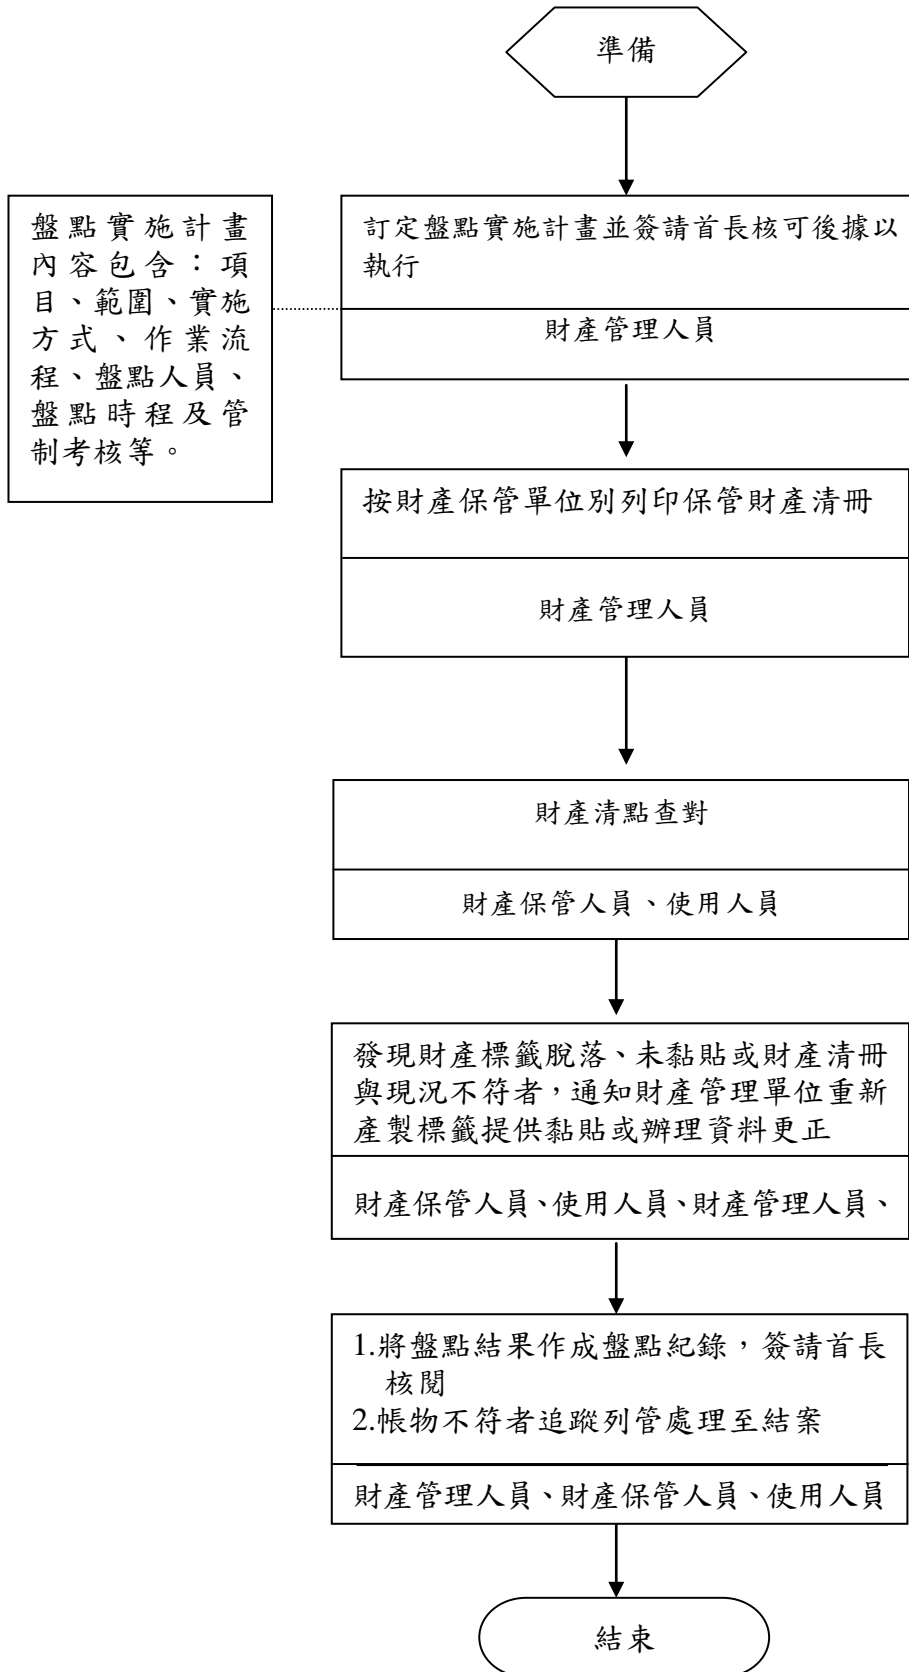 準備
訂定盤點實施計畫並簽請首長核可後據以
執行
財產管理人員
盤點實施計畫
內容包含：項
目、範圍、實施
方式、作業流
程、盤點人員、
盤點時程及管
制考核等。
按財產保管單位別列印保管財產清冊
財產管理人員
財產清點查對
財產保管人員、使用人員
發現財產標籤脫落、未黏貼或財產清冊
與現況不符者，通知財產管理單位重新
產製標籤提供黏貼或辦理資料更正
財產保管人員、使用人員、財產管理人員、
1.將盤點結果作成盤點紀錄，簽請首長
核閱
2.帳物不符者追蹤列管處理至結案
財產管理人員、財產保管人員、使用人員
結束